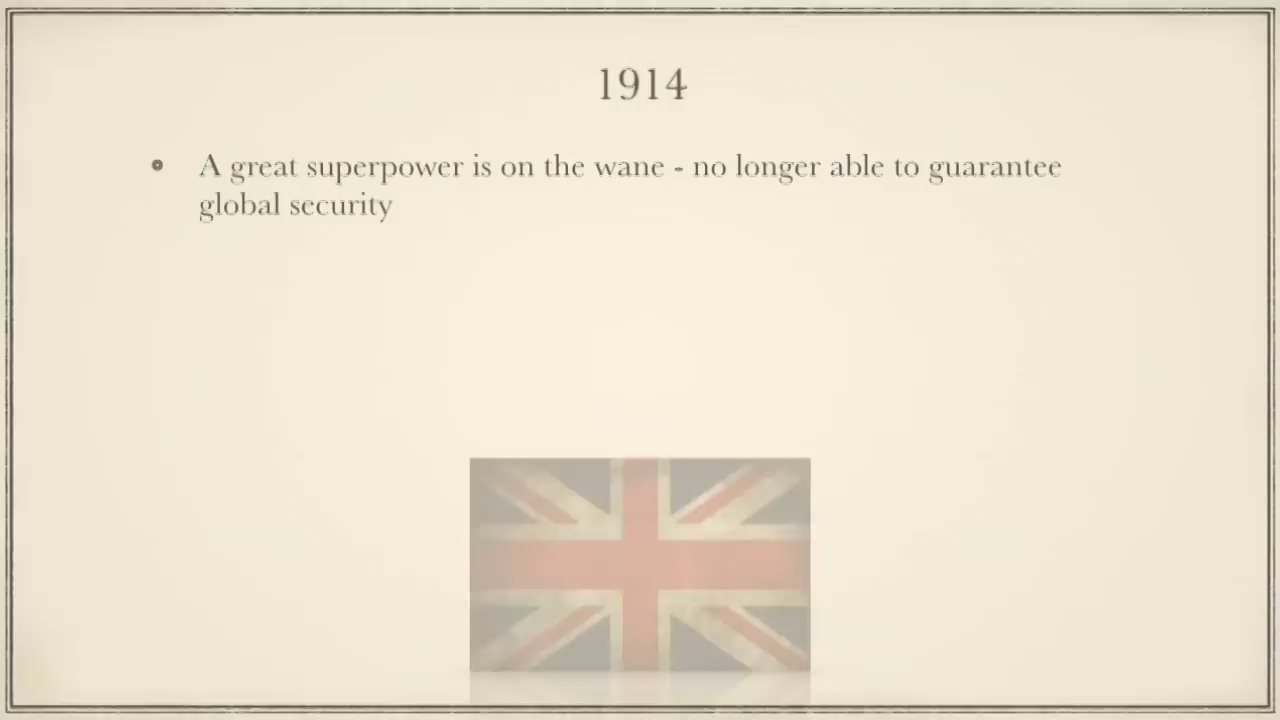 1914
A great superpower is on the wane - no longer able to guarantee
global security